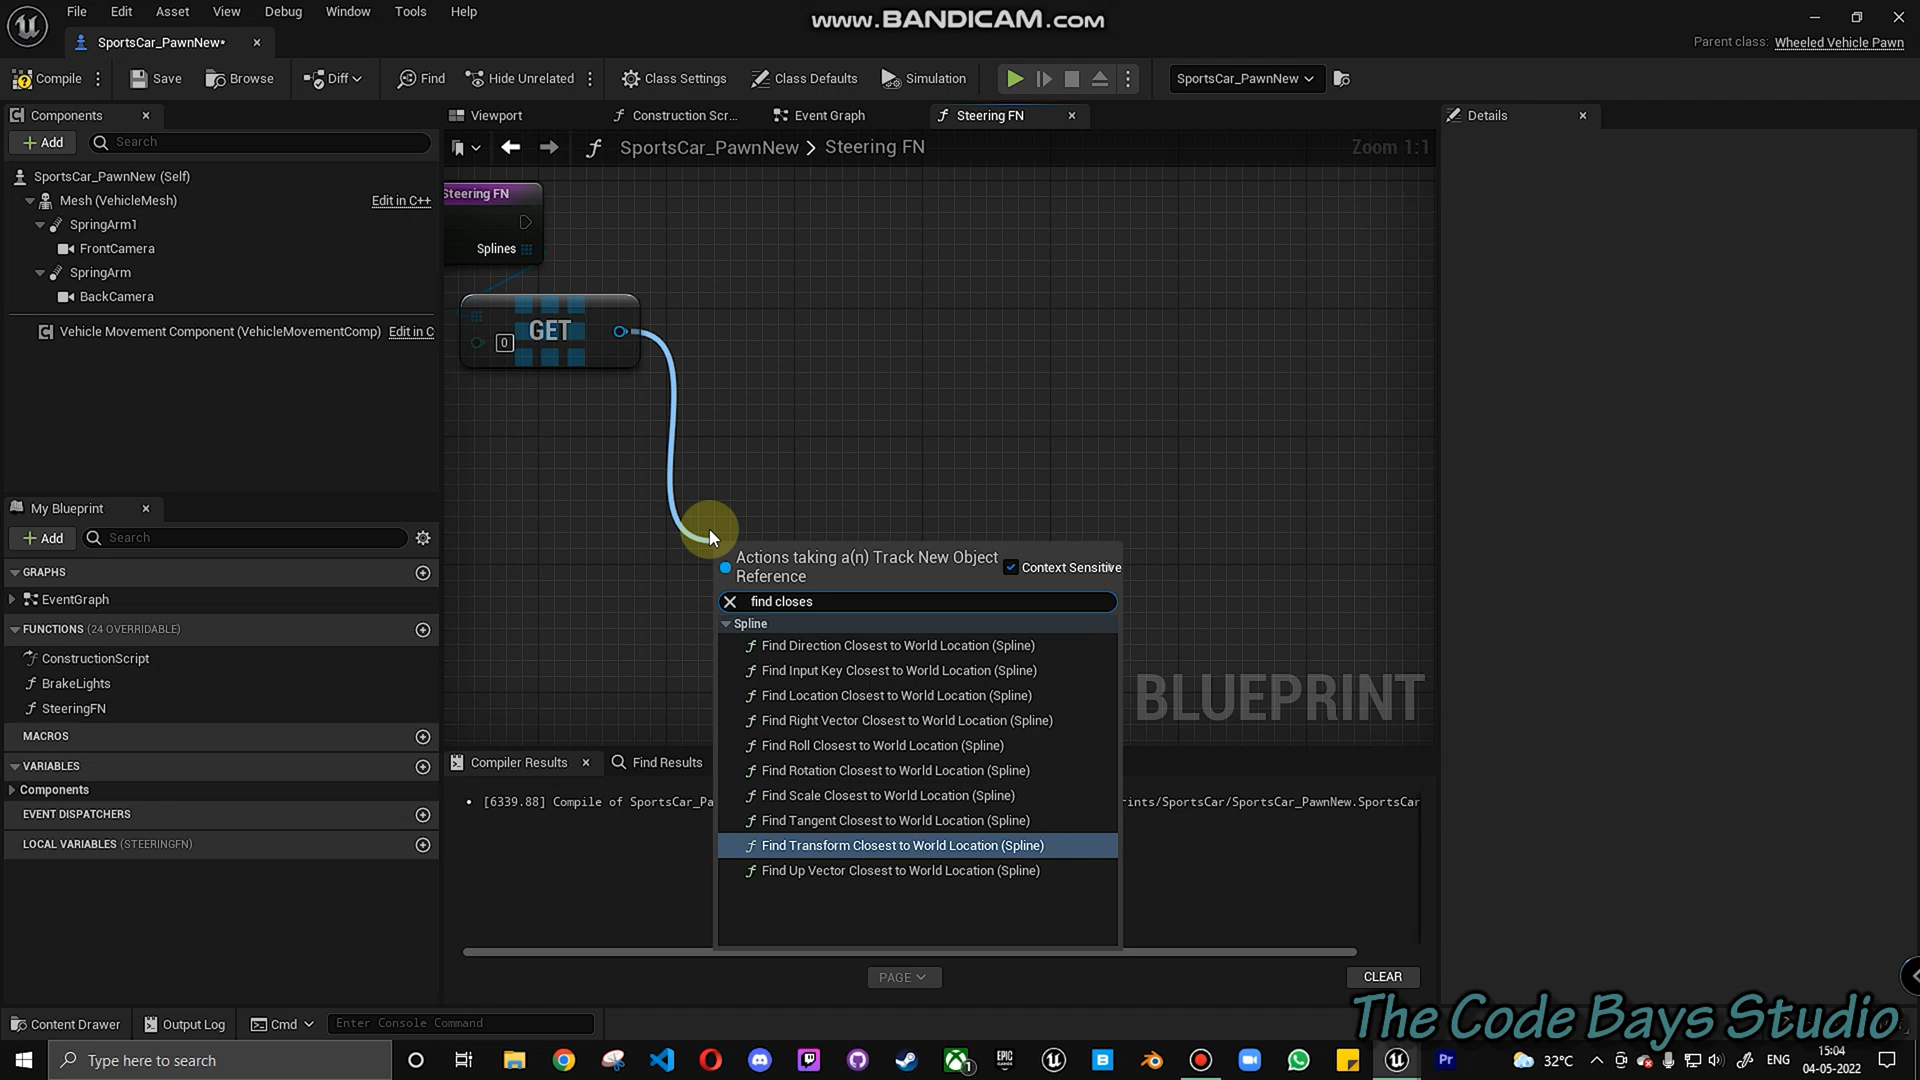 File Edit Asset View Debug Window Tools Help
www.BANDICAM.com
SportsCar_PawnNew*
Parent class: Wheeled Vehicle Pawn
Compile Save Browse Diff Find Hide Unrelated Class Settings Class Defaults Simulation SportsCar_PawnNew
Components Viewport Construction Scr... Event Graph Steering FN Details
Add Search
SportsCar_PawnNew > Steering FN Zoom 1:1
SportsCar_PawnNew (Self)
Mesh (VehicleMesh) Edit in C++
SpringArm1
FrontCamera
SpringArm
BackCamera
Vehicle Movement Component (VehicleMovementComp) Edit in C
Steering FN
Splines
GET
0
My Blueprint
Add Search
GRAPHS
EventGraph
FUNCTIONS (24 OVERRIDABLE)
ConstructionScript
BrakeLights
SteeringFN
MACROS
VARIABLES
Components
EVENT DISPATCHERS
LOCAL VARIABLES (STEERINGFN)
Actions taking a(n) Track New Object
Reference
Context Sensitive
find closes
Spline
Find Direction Closest to World Location (Spline)
Find Input Key Closest to World Location (Spline)
Find Location Closest to World Location (Spline)
Find Right Vector Closest to World Location (Spline)
Find Roll Closest to World Location (Spline)
Find Rotation Closest to World Location (Spline)
Find Scale Closest to World Location (Spline)
Find Tangent Closest to World Location (Spline)
Find Transform Closest to World Location (Spline)
Find Up Vector Closest to World Location (Spline)
BLUEPRINT
Compiler Results Find Results
[6339.88] Compile of SportsCar_Pa
rints/SportsCar/SportsCar_PawnNew.SportsCar
PAGE CLEAR
The Code Bays Studio
Content Drawer Output Log Cmd Enter Console Command
Type here to search
EPIC
GAMES
1
B
Pr
32°C
ENG
15:04
04-05-2022